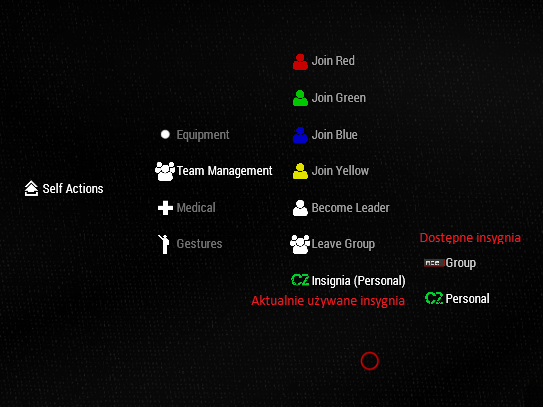 Join Red
Join Green
Equipment
Join Blue
Team Management
Join Yellow
Self Actions
Medical
Become Leader
Gestures
Leave Group
Dostępne insygnia
ACE Group
CZ Insignia (Personal)
CZ Personal
Aktualnie używane insygnia